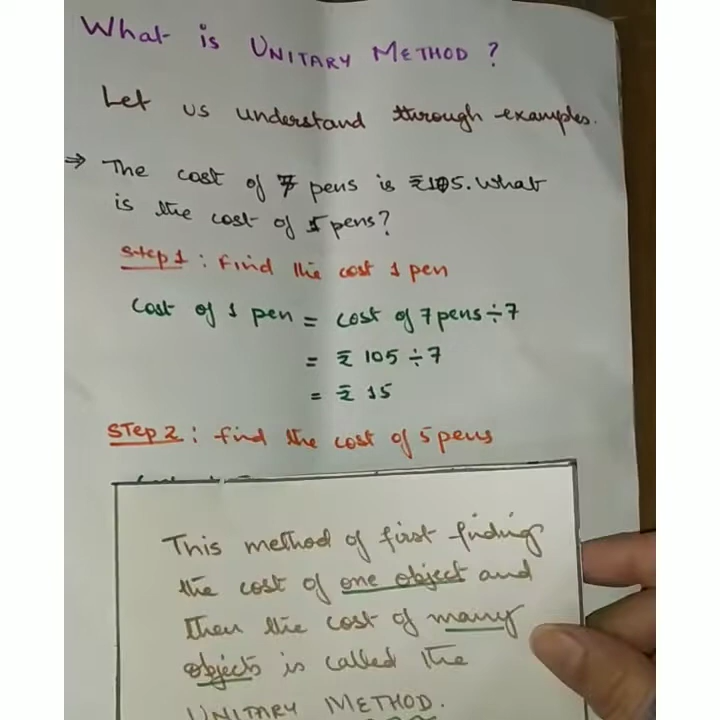 What is UNITARY METHOD ?
Let us understand through examples.
⇒ The cost of 7 pens is ₹105. What
is the cost of 5 pens?
Step 1 : Find the cost 1 pen
Cost of 1 pen = cost of 7 pens ÷ 7
= ₹ 105 ÷ 7
= ₹ 15
STEP 2 : find the cost of 5 pens
This method of first finding
the cost of one object and
then the cost of many
objects is called the
UNITARY METHOD.